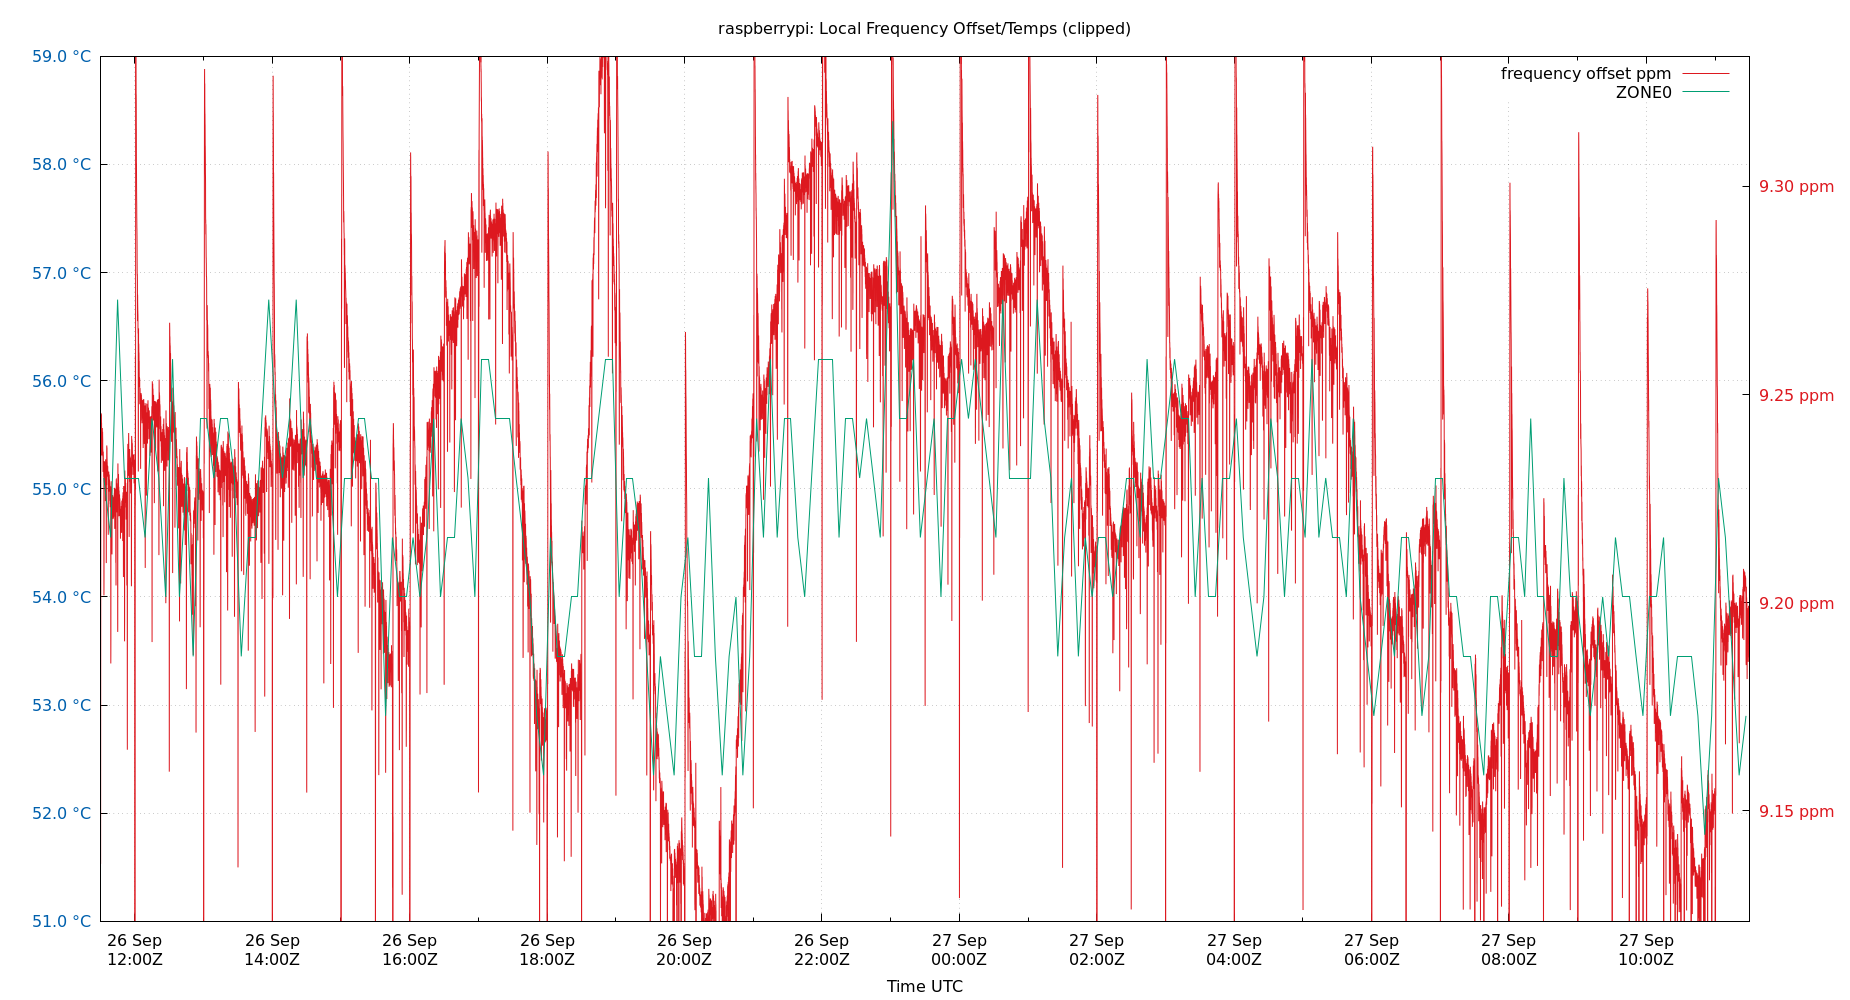 raspberrypi: Local Frequency Offset/Temps (clipped)
59.0 °C
58.0 °C
57.0 °C
56.0 °C
55.0 °C
54.0 °C
53.0 °C
52.0 °C
51.0 °C
frequency offset ppm
ZONE0
9.30 ppm
9.25 ppm
9.20 ppm
9.15 ppm
26 Sep 26 Sep 26 Sep 26 Sep 26 Sep 26 Sep 27 Sep 27 Sep 27 Sep 27 Sep 27 Sep 27 Sep
12:00Z 14:00Z 16:00Z 18:00Z 20:00Z 22:00Z 00:00Z 02:00Z 04:00Z 06:00Z 08:00Z 10:00Z
Time UTC